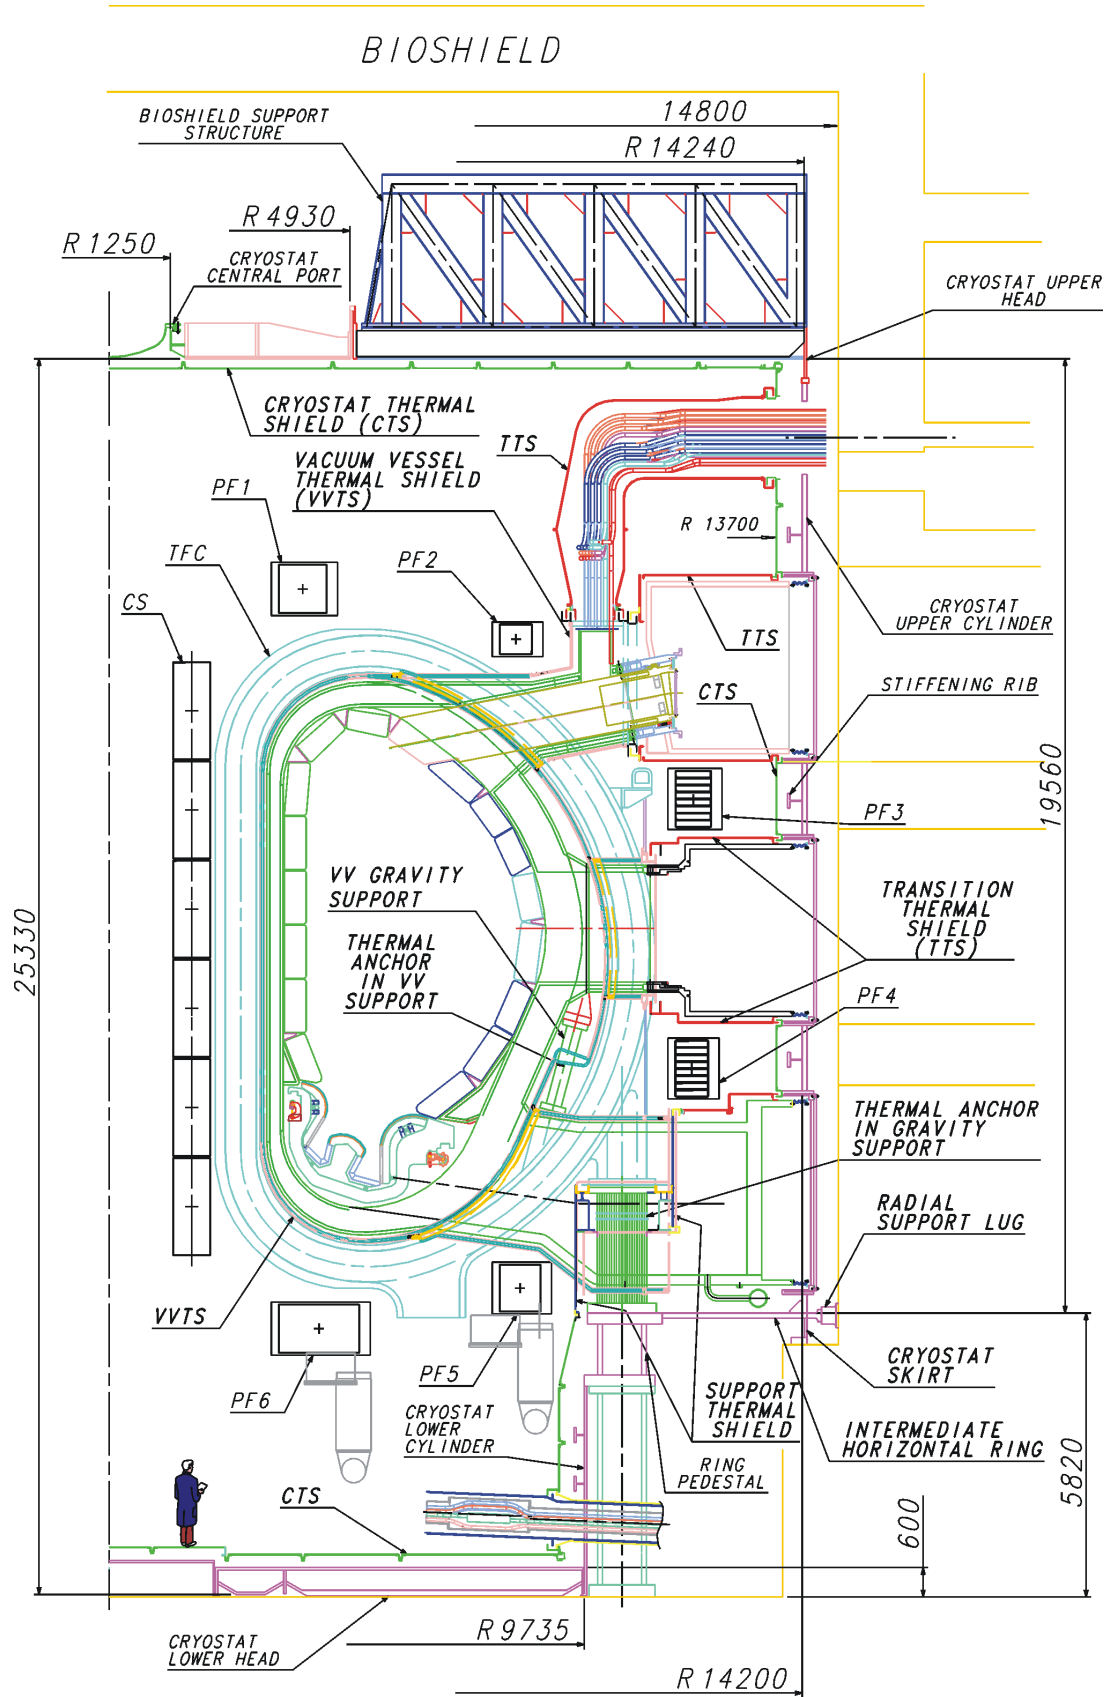 BIOSHIELD
BIOSHIELD SUPPORT
STRUCTURE
14800
R 14240
R 4930
R 1250
CRYOSTAT
CENTRAL PORT
CRYOSTAT UPPER
HEAD
CRYOSTAT THERMAL
SHIELD (CTS)
TTS
VACUUM VESSEL
THERMAL SHIELD
(VVTS)
PF1
R 13700
TFC
PF2
CS
CRYOSTAT
UPPER CYLINDER
TTS
CTS
STIFFENING RIB
19560
PF3
VV GRAVITY
SUPPORT
TRANSITION
THERMAL
SHIELD
(TTS)
25330
THERMAL
ANCHOR
IN VV
SUPPORT
PF4
THERMAL ANCHOR
IN GRAVITY
SUPPORT
RADIAL
SUPPORT LUG
VVTS
CRYOSTAT
SKIRT
PF5
PF6
SUPPORT
THERMAL
SHIELD
CRYOSTAT
LOWER
CYLINDER
INTERMEDIATE
HORIZONTAL RING
RING
PEDESTAL
5820
CTS
600
R 9735
CRYOSTAT
LOWER HEAD
R 14200